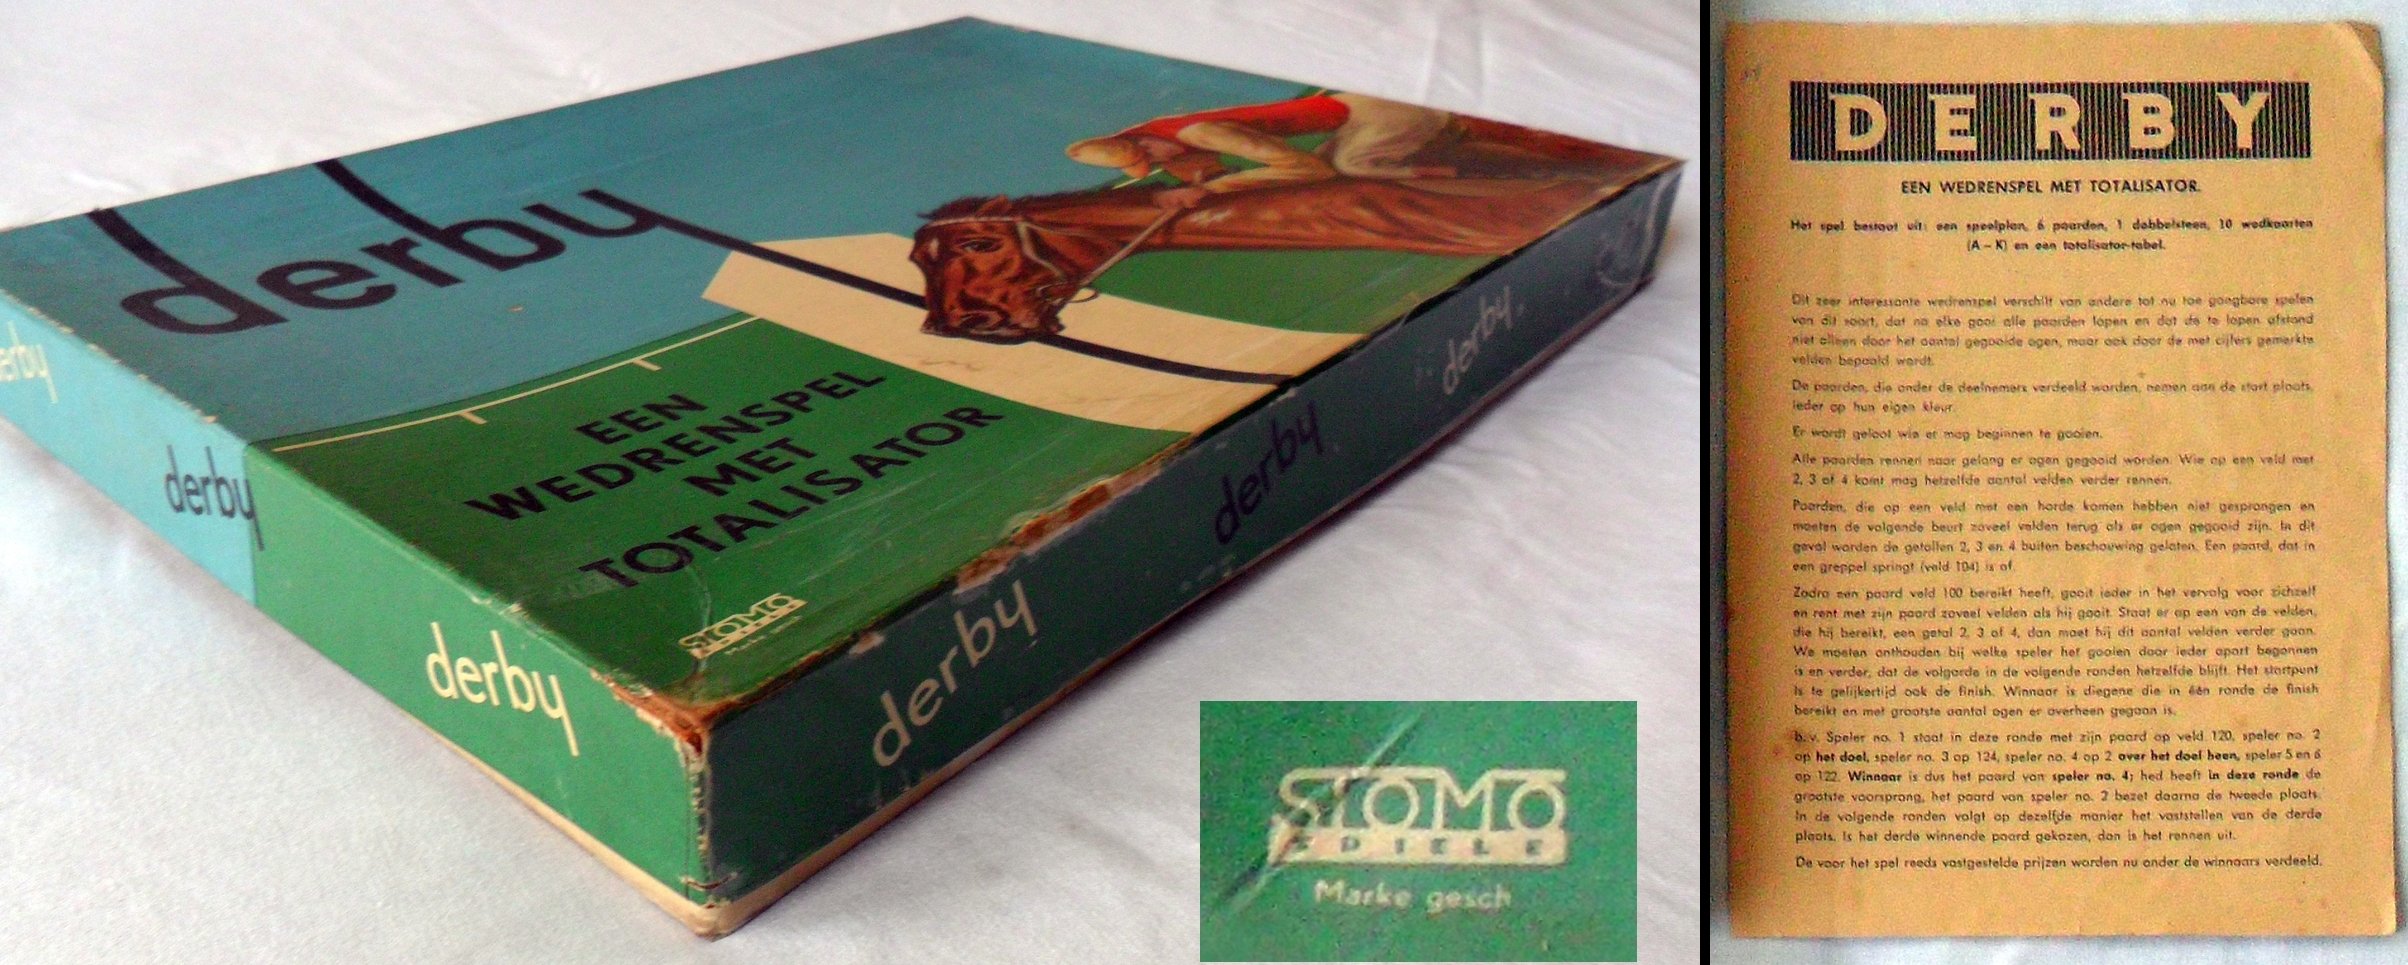 derby
EEN
WEDRENSPEL
MET
TOTALISATOR
STOMO
SPIELE
Marke gesch
derby
derby
derby
derby
derby
derby
STOMO
SPIELE
Marke gesch
DERBY
EEN WEDRENSPEL MET TOTALISATOR.
Het spel bestaat uit: een speelplan, 6 paarden, 1 dobbelsteen, 10 wedkaarten
(A – K) en een totalisator-tabel.
Dit zeer interessante wedrenspel verschilt van andere tot nu toe gangbare spelen
van dit soort, dat na elke gooi alle paarden lopen en dat de te lopen afstand
niet alleen door het aantal gegooide ogen, maar ook door de met cijfers gemerkte
velden bepaald wordt.
De paarden, die onder de deelnemers verdeeld worden, nemen aan de start plaats,
ieder op hun eigen kleur.
Er wordt geloot wie er mag beginnen te gooien.
Alle paarden rennen naar gelang er ogen gegooid worden. Wie op een veld met
2, 3 of 4 komt mag hetzelfde aantal velden verder rennen.
Paarden, die op een veld met een horde komen hebben niet gesprongen en
moeten de volgende beurt zoveel velden terug als er ogen gegooid zijn. In dit
geval worden de getallen 2, 3 en 4 buiten beschouwing gelaten. Een paard, dat in
een greppel springt (veld 104) is af.
Zodra een paard veld 100 bereikt heeft, gooit ieder in het vervolg voor zichzelf
en rent met zijn paard zoveel velden als hij gooit. Staat er op een van de velden,
die hij bereikt, een getal 2, 3 of 4, dan moet hij dit aantal velden verder gaan.
We moeten onthouden bij welke speler het gooien door ieder apart begonnen
is en verder, dat de volgorde in de volgende ronden hetzelfde blijft. Het startpunt
is te gelijkertijd ook de finish. Winnaar is diegene die in één ronde de finish
bereikt en met grootste aantal ogen er overheen gegaan is.
b.v. Speler no. 1 staat in deze ronde met zijn paard op veld 120, speler no. 2
op het doel, speler no. 3 op 124, speler no. 4 op 2 over het doel heen, speler 5 en 6
op 122. Winnaar is dus het paard van speler no. 4; hed heeft in deze ronde de
grootste voorsprong, het paard van speler no. 2 bezet daarna de tweede plaats.
In de volgende ronden volgt op dezelfde manier het vaststellen van de derde
plaats. Is het derde winnende paard gekozen, dan is het rennen uit.
De voor het spel reeds vastgestelde prijzen worden nu onder de winnaars verdeeld.